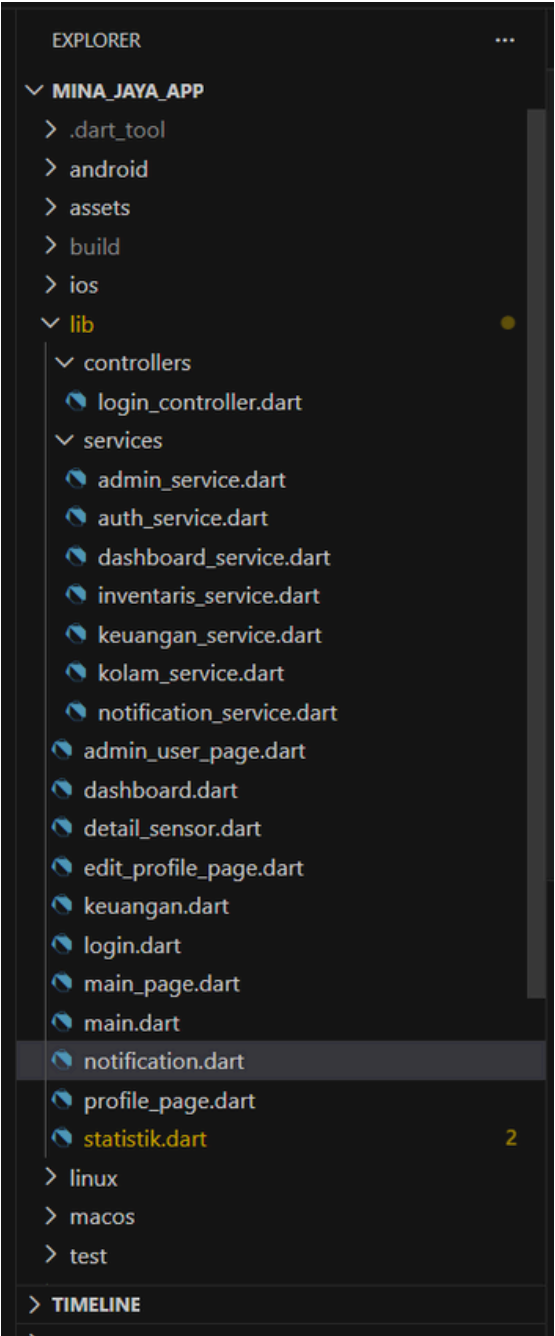 EXPLORER ...
MINA_JAYA_APP
.dart_tool
android
assets
build
ios
lib
controllers
login_controller.dart
services
admin_service.dart
auth_service.dart
dashboard_service.dart
inventaris_service.dart
keuangan_service.dart
kolam_service.dart
notification_service.dart
admin_user_page.dart
dashboard.dart
detail_sensor.dart
edit_profile_page.dart
keuangan.dart
login.dart
main_page.dart
main.dart
notification.dart
profile_page.dart
statistik.dart 2
linux
macos
test
TIMELINE